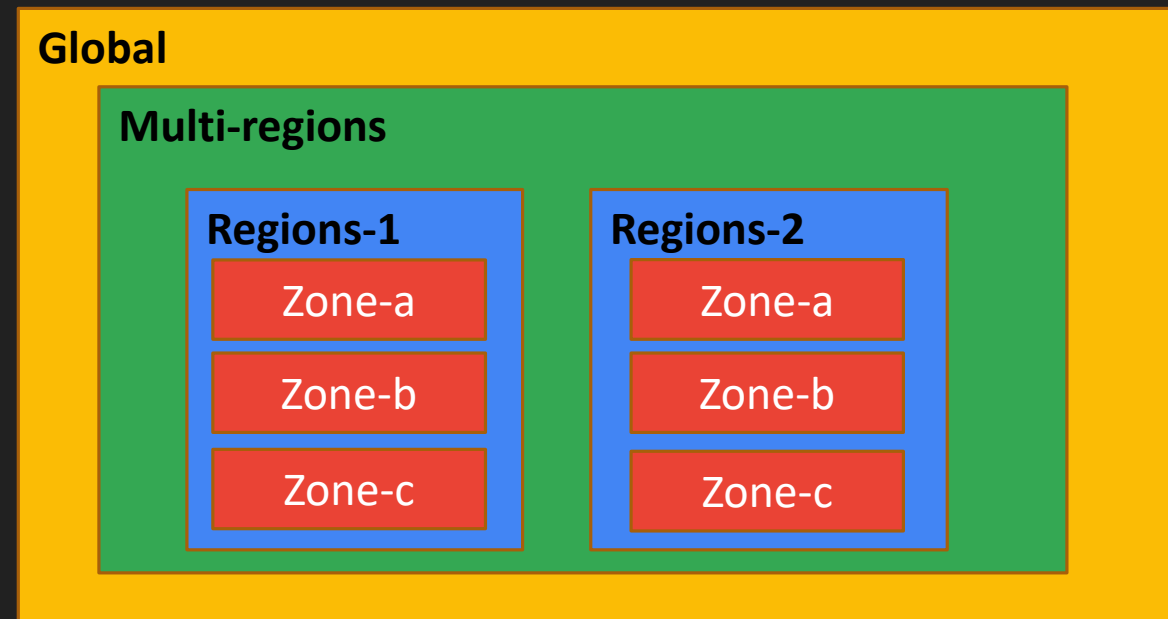 Global
Multi-regions
Regions-1
Zone-a
Zone-b
Zone-c
Regions-2
Zone-a
Zone-b
Zone-c